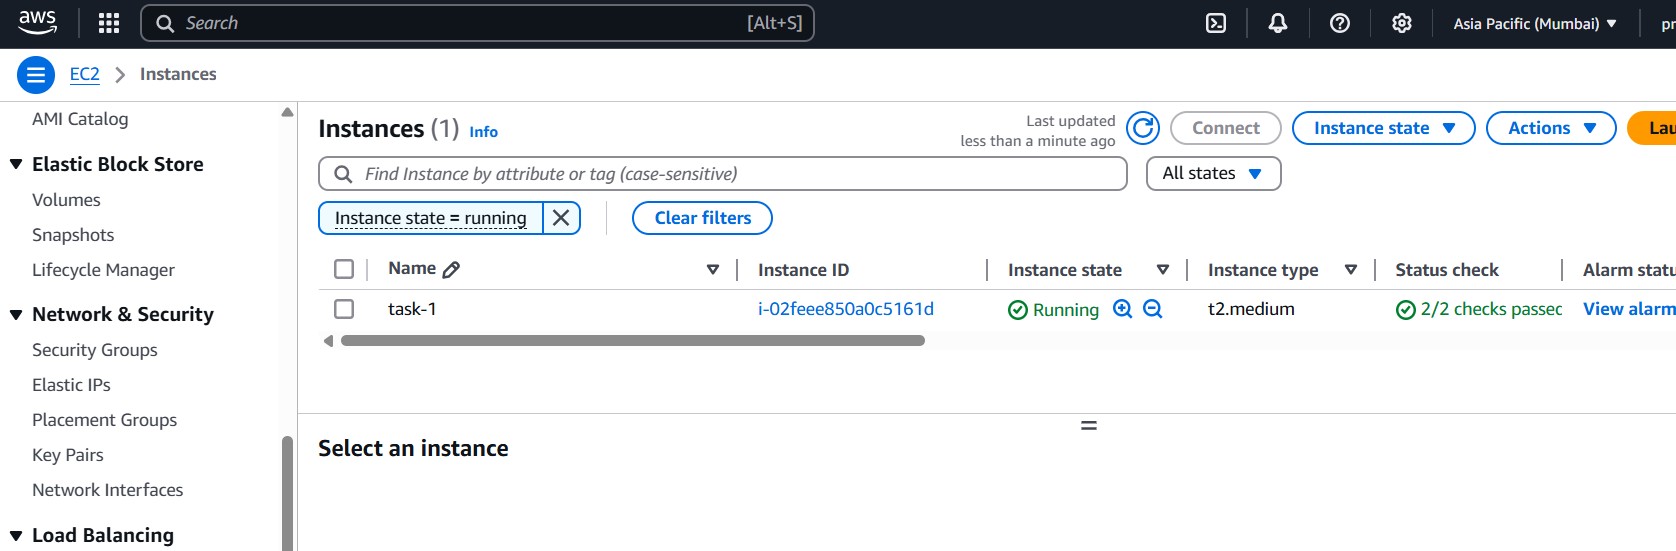 aws
Search [Alt+S] Asia Pacific (Mumbai)
EC2 > Instances
AMI Catalog
Elastic Block Store
Volumes
Snapshots
Lifecycle Manager
Network & Security
Security Groups
Elastic IPs
Placement Groups
Key Pairs
Network Interfaces
Load Balancing
Instances (1) Info
Last updated
less than a minute ago
Connect Instance state Actions Lau
Find Instance by attribute or tag (case-sensitive) All states
Instance state = running Clear filters
Name Instance ID Instance state Instance type Status check Alarm statu
task-1 i-02feee850a0c5161d Running t2.medium 2/2 checks passec View alarm
Select an instance